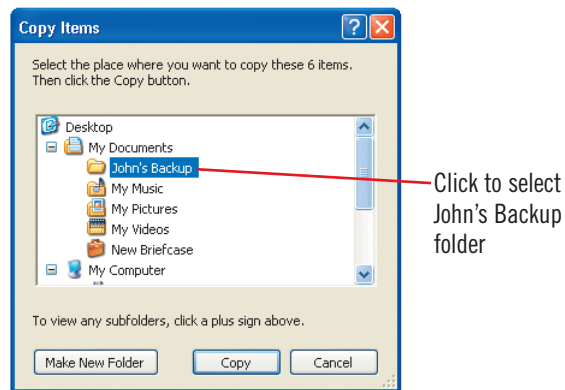 Copy Items
Select the place where you want to copy these 6 items.
Then click the Copy button.
Desktop
My Documents
John's Backup
My Music
My Pictures
My Videos
New Briefcase
My Computer
To view any subfolders, click a plus sign above.
Make New Folder
Copy
Cancel
Click to select
John's Backup
folder